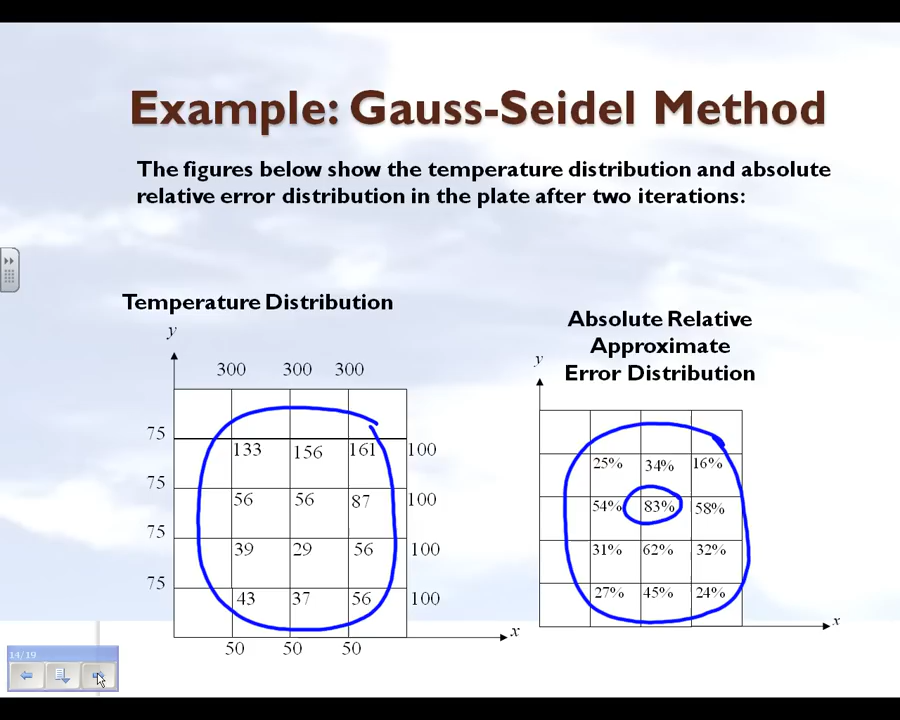 Example: Gauss-Seidel Method
The figures below show the temperature distribution and absolute
relative error distribution in the plate after two iterations:
Temperature Distribution
y
300 300 300
75
133 156 161 100
75
56 56 87 100
75
39 29 56 100
75
43 37 56 100
x
50 50 50
Absolute Relative
Approximate
Error Distribution
y
25% 34% 16%
54% 83% 58%
31% 62% 32%
27% 45% 24%
x
14/19